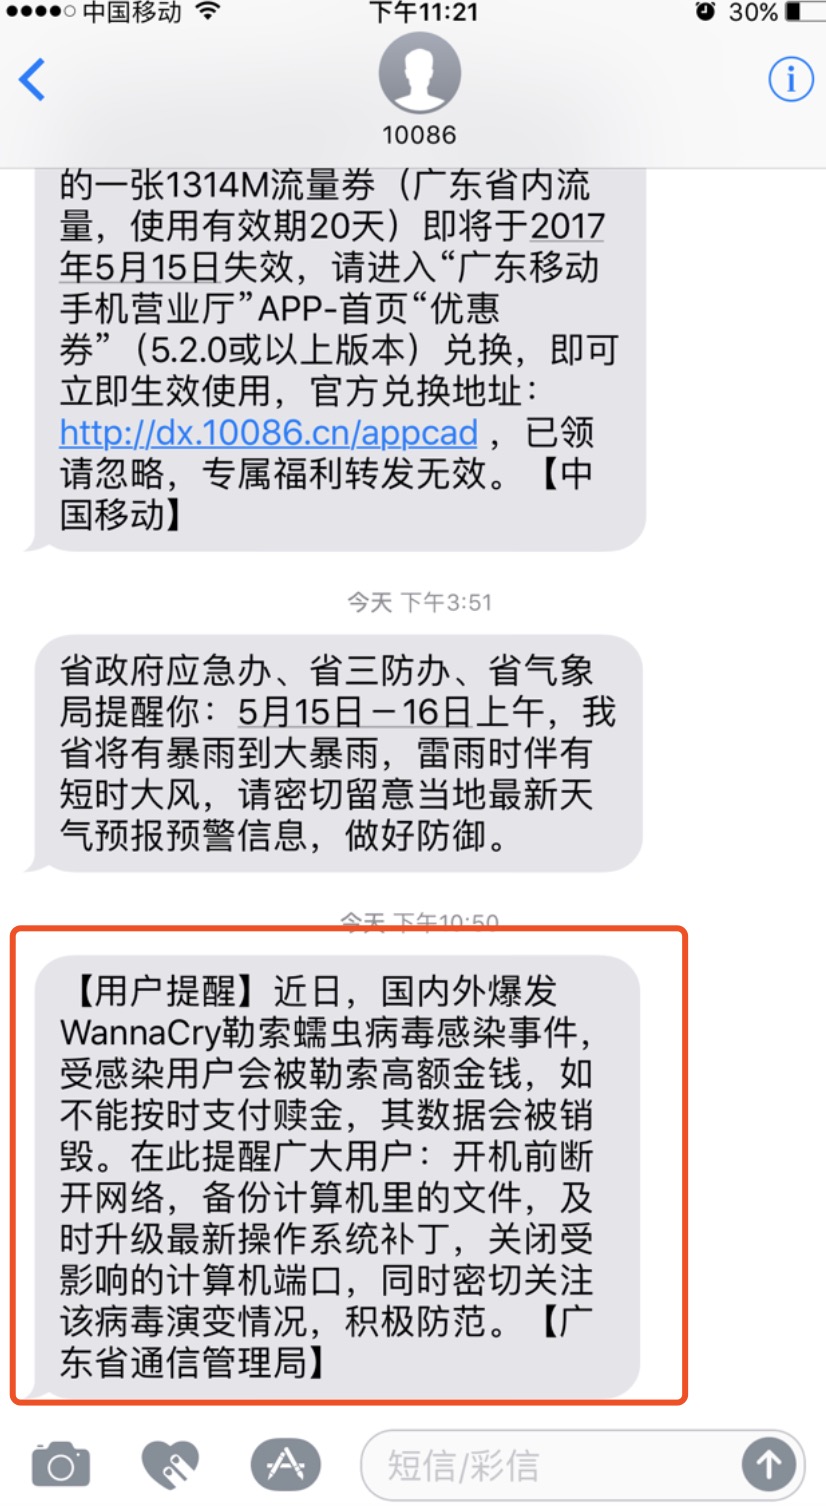 中国移动
下午11:21
30%
10086
的一张1314M流量券（广东省内流
量，使用有效期20天）即将于2017
年5月15日失效，请进入“广东移动
手机营业厅”APP-首页“优惠
券”（5.2.0或以上版本）兑换，即可
立即生效使用，官方兑换地址：
http://dx.10086.cn/appcad ，已领
请忽略，专属福利转发无效。【中
国移动】
今天 下午3:51
省政府应急办、省三防办、省气象
局提醒你：5月15日－16日上午，我
省将有暴雨到大暴雨，雷雨时伴有
短时大风，请密切留意当地最新天
气预报预警信息，做好防御。
今天 下午10:50
【用户提醒】近日，国内外爆发
WannaCry勒索蠕虫病毒感染事件，
受感染用户会被勒索高额金钱，如
不能按时支付赎金，其数据会被销
毁。在此提醒广大用户：开机前断
开网络，备份计算机里的文件，及
时升级最新操作系统补丁，关闭受
影响的计算机端口，同时密切关注
该病毒演变情况，积极防范。【广
东省通信管理局】
短信/彩信